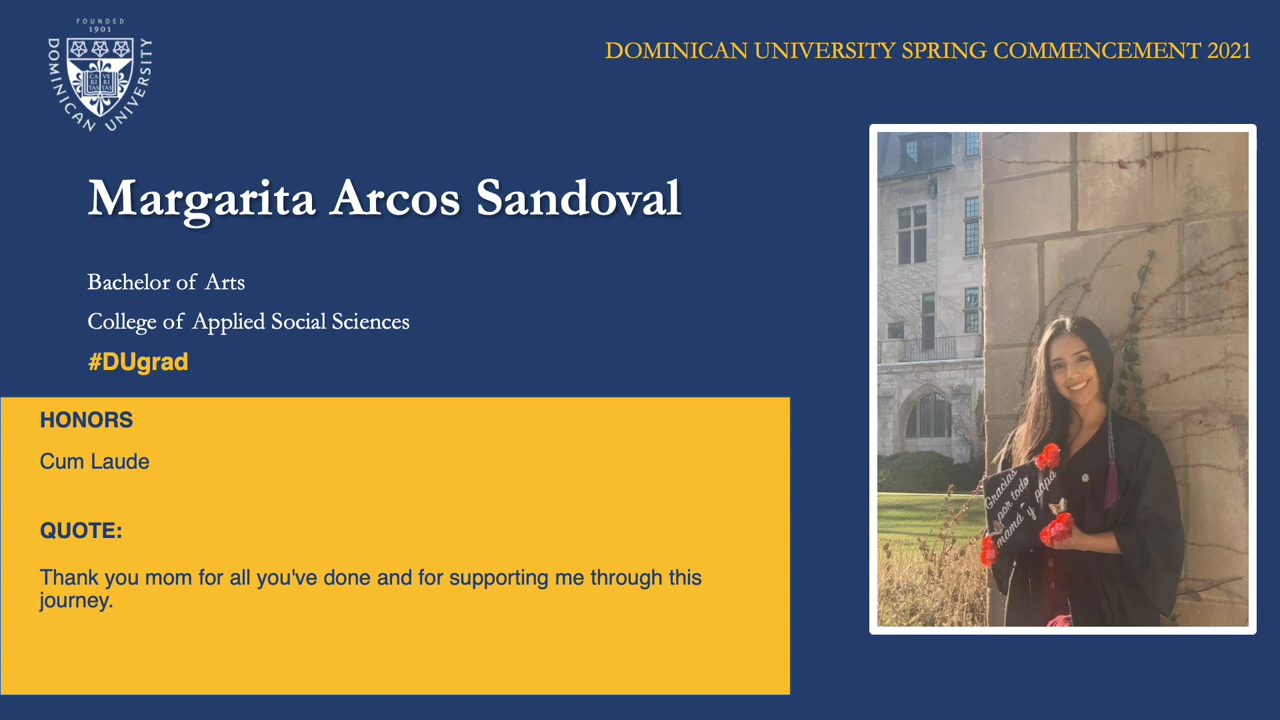 FOUNDED
1901
DOMINICAN UNIVERSITY
CA VE
RI RI
TAS TAS
DOMINICAN UNIVERSITY SPRING COMMENCEMENT 2021
Margarita Arcos Sandoval
Bachelor of Arts
College of Applied Social Sciences
#DUgrad
HONORS
Cum Laude
QUOTE:
Thank you mom for all you've done and for supporting me through this
journey.
Gracias
por todo
mamá y papá